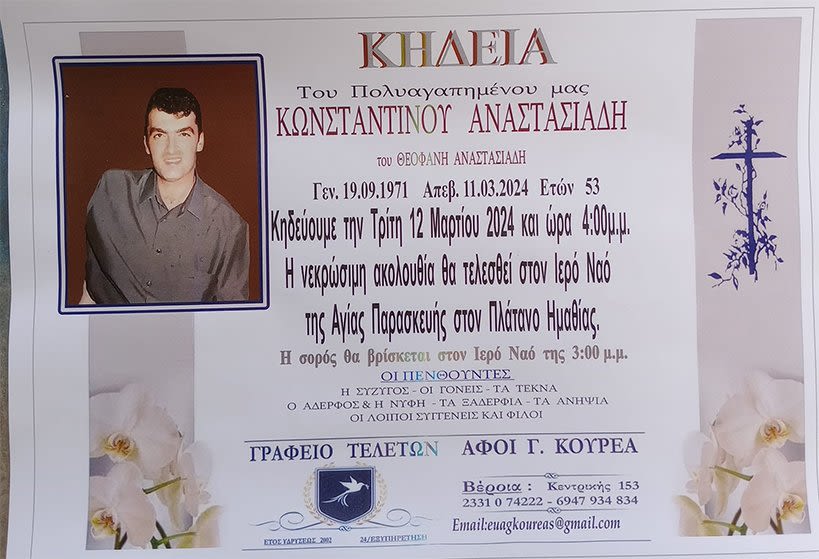 ΚΗΔΕΙΑ
Του Πολυαγαπημένου μας
ΚΩΝΣΤΑΝΤΙΝΟΥ ΑΝΑΣΤΑΣΙΑΔΗ
του ΘΕΟΦΑΝΗ ΑΝΑΣΤΑΣΙΑΔΗ
Γεν. 19.09.1971 Απεβ. 11.03.2024 Ετών 53
Κηδεύουμε την Τρίτη 12 Μαρτίου 2024 και ώρα 4:00μ.μ.
Η νεκρώσιμη ακολουθία θα τελεσθεί στον Ιερό Ναό
της Αγίας Παρασκευής στον Πλάτανο Ημαθίας.
Η σορός θα βρίσκεται στον Ιερό Ναό της 3:00 μ.μ.
ΟΙ ΠΕΝΘΟΥΝΤΕΣ
Η ΣΥΖΥΓΟΣ - ΟΙ ΓΟΝΕΙΣ - ΤΑ ΤΕΚΝΑ
Ο ΑΔΕΡΦΟΣ & Η ΝΥΦΗ - ΤΑ ΞΑΔΕΡΦΙΑ - ΤΑ ΑΝΗΨΙΑ
ΟΙ ΛΟΙΠΟΙ ΣΥΓΓΕΝΕΙΣ ΚΑΙ ΦΙΛΟΙ
ΓΡΑΦΕΙΟ ΤΕΛΕΤΩΝ ΑΦΟΙ Γ. ΚΟΥΡΕΑ
Βέροια : Κεντρικής 153
2331 0 74222 - 6947 934 834
Email:euagkoureas@gmail.com
ΕΤΟΣ ΥΔΡΥΣΕΩΣ 2002 24/ΕΞΥΠΗΡΕΤΗΣΗ